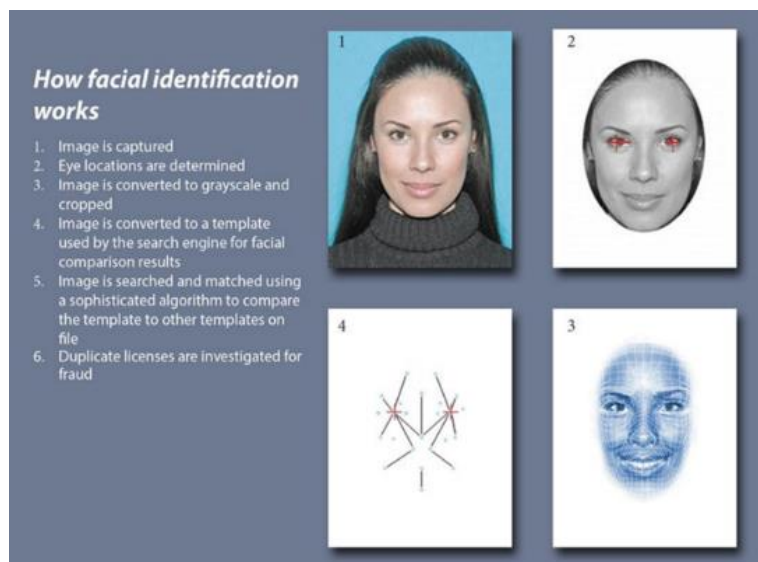 How facial identification
works
1. Image is captured
2. Eye locations are determined
3. Image is converted to grayscale and
cropped
4. Image is converted to a template
used by the search engine for facial
comparison results
5. Image is searched and matched using
a sophisticated algorithm to compare
the template to other templates on
file
6. Duplicate licenses are investigated for
fraud
1
2
4
3